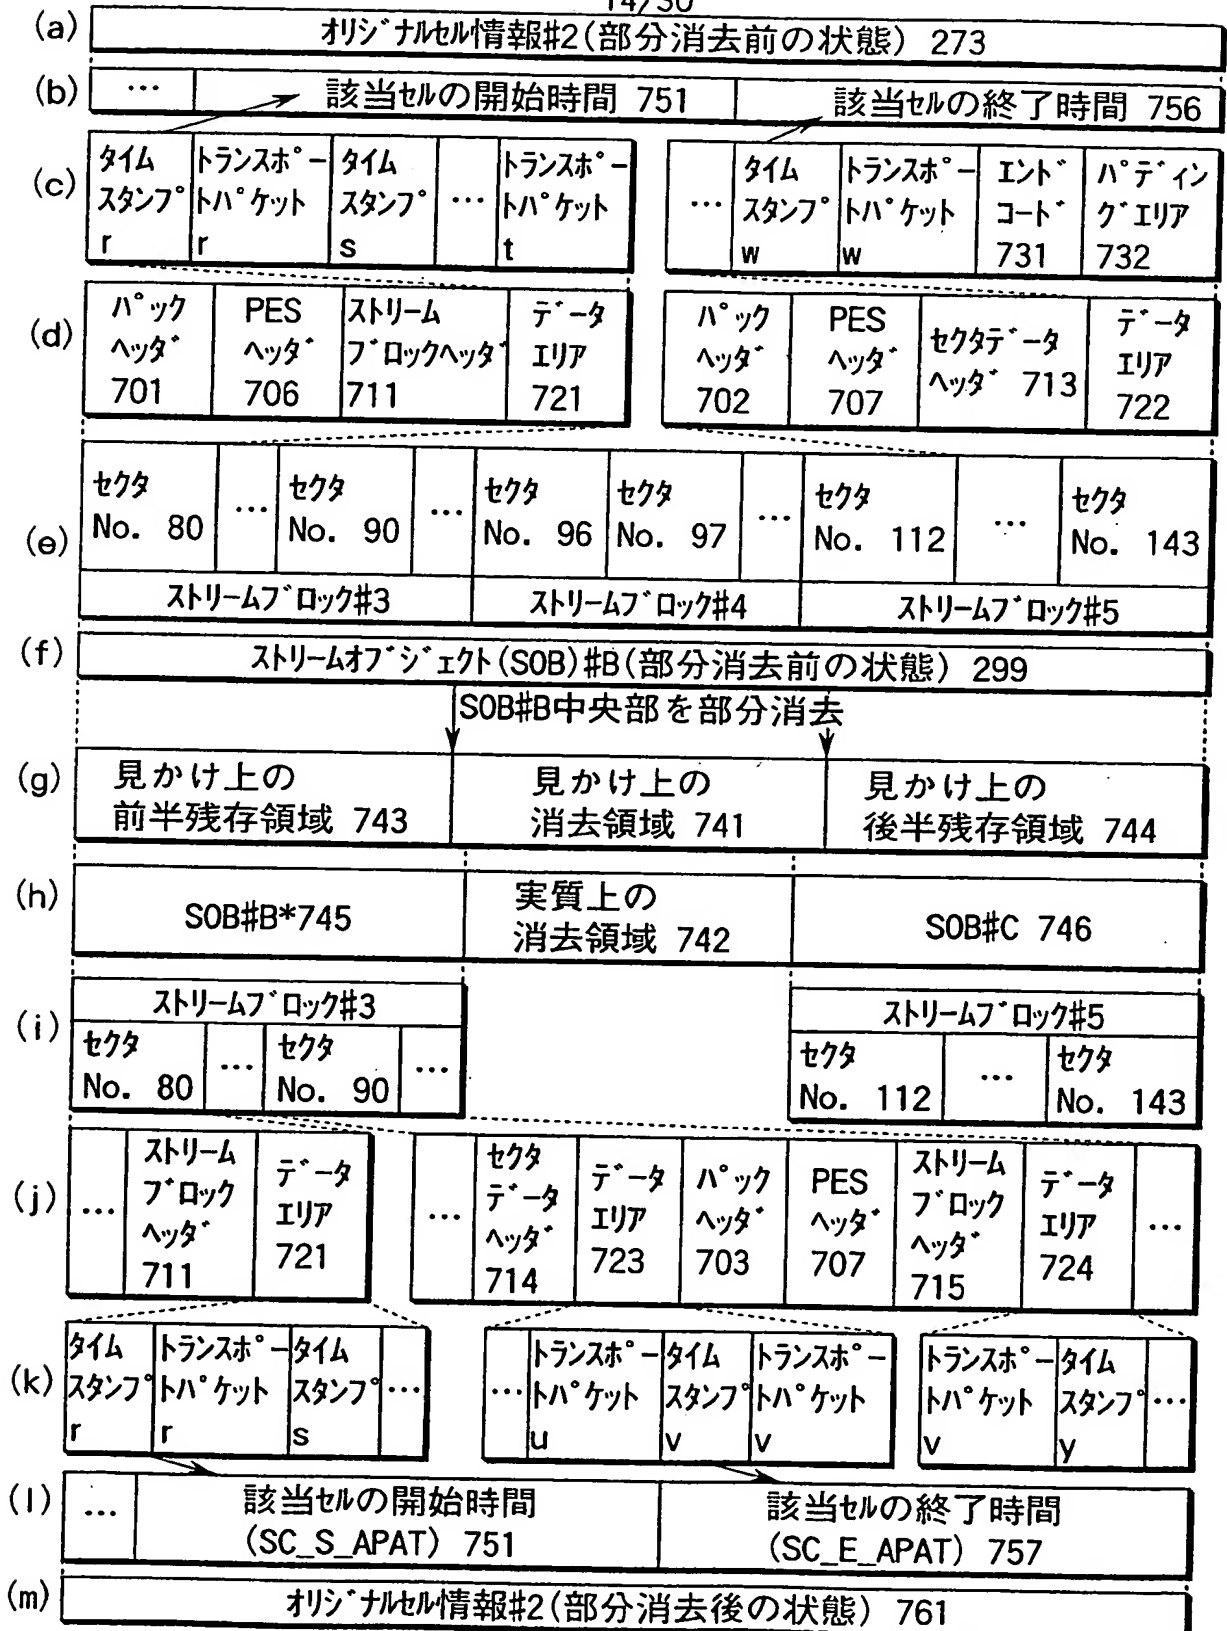 14/30
(a) オリジナルセル情報#2(部分消去前の状態) 273
(b) … 該当セルの開始時間 751 該当セルの終了時間 756
(c)
タイム
スタンプ
r
トランスポー
トパケット
r
タイム
スタンプ
s
…
トランスポー
トパケット
t
…
タイム
スタンプ
w
トランスポー
トパケット
w
エンド
コード
731
パディン
グエリア
732
(d)
パック
ヘッダ
701
PES
ヘッダ
706
ストリーム
ブロックヘッダ
711
データ
エリア
721
パック
ヘッダ
702
PES
ヘッダ
707
セクタデータ
ヘッダ 713
データ
エリア
722
(e)
セクタ
No. 80
…
セクタ
No. 90
…
セクタ
No. 96
セクタ
No. 97
…
セクタ
No. 112
…
セクタ
No. 143
ストリームブロック#3 ストリームブロック#4 ストリームブロック#5
(f) ストリームオブジェクト(SOB)#B(部分消去前の状態) 299
SOB#B中央部を部分消去
(g)
見かけ上の
前半残存領域 743
見かけ上の
消去領域 741
見かけ上の
後半残存領域 744
(h)
SOB#B*745
実質上の
消去領域 742
SOB#C 746
(i)
ストリームブロック#3
セクタ
No. 80
…
セクタ
No. 90
…
ストリームブロック#5
セクタ
No. 112
…
セクタ
No. 143
(j)
…
ストリーム
ブロック
ヘッダ
711
データ
エリア
721
…
セクタ
データ
ヘッダ
714
データ
エリア
723
パック
ヘッダ
703
PES
ヘッダ
707
ストリーム
ブロック
ヘッダ
715
データ
エリア
724
…
(k)
タイム
スタンプ
r
トランスポー
トパケット
r
タイム
スタンプ
s
…
…
トランスポー
トパケット
u
タイム
スタンプ
v
トランスポー
トパケット
v
トランスポー
トパケット
v
タイム
スタンプ
y
…
(l)
…
該当セルの開始時間
(SC_S_APAT) 751
該当セルの終了時間
(SC_E_APAT) 757
(m) オリジナルセル情報#2(部分消去後の状態) 761